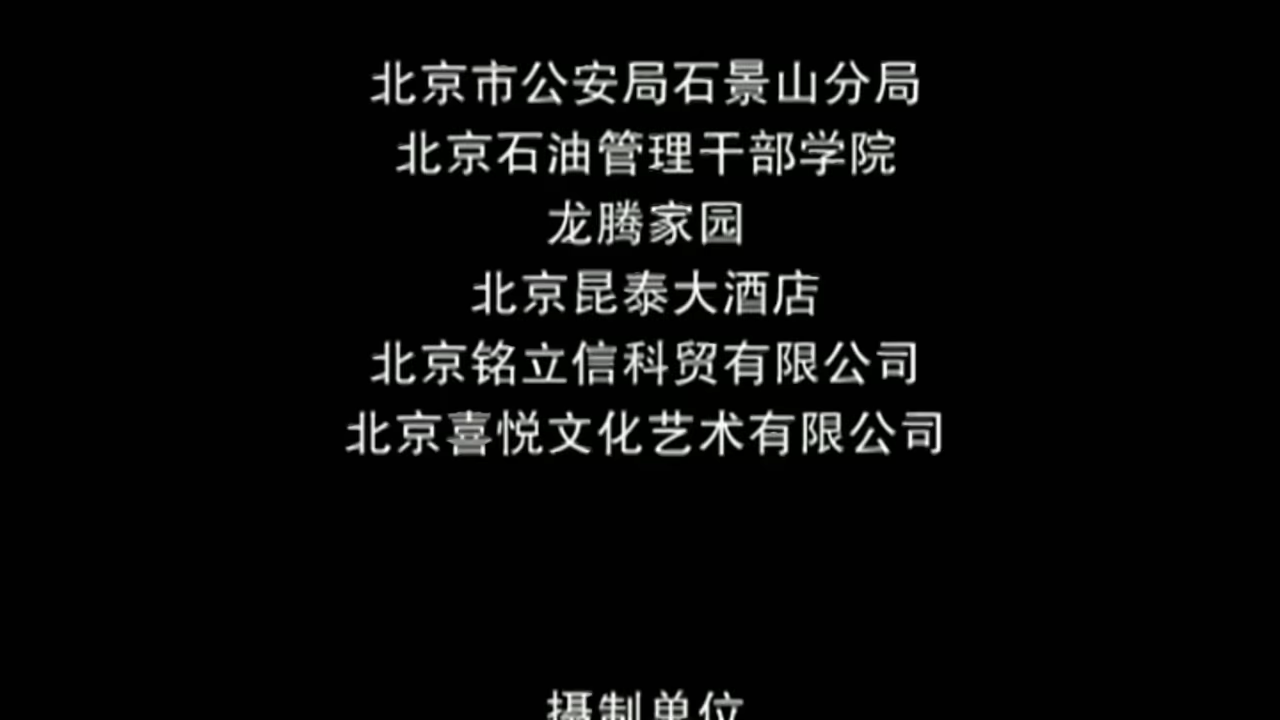 北京市公安局石景山分局
北京石油管理干部学院
龙腾家园
北京昆泰大酒店
北京铭立信科贸有限公司
北京喜悦文化艺术有限公司
摄制单位